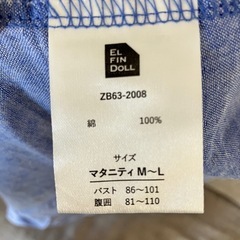 EL
FIN
DOLL
ZB63-2008
綿 100%
サイズ
マタニティ M〜L
バスト 86〜101
腹囲 81〜110